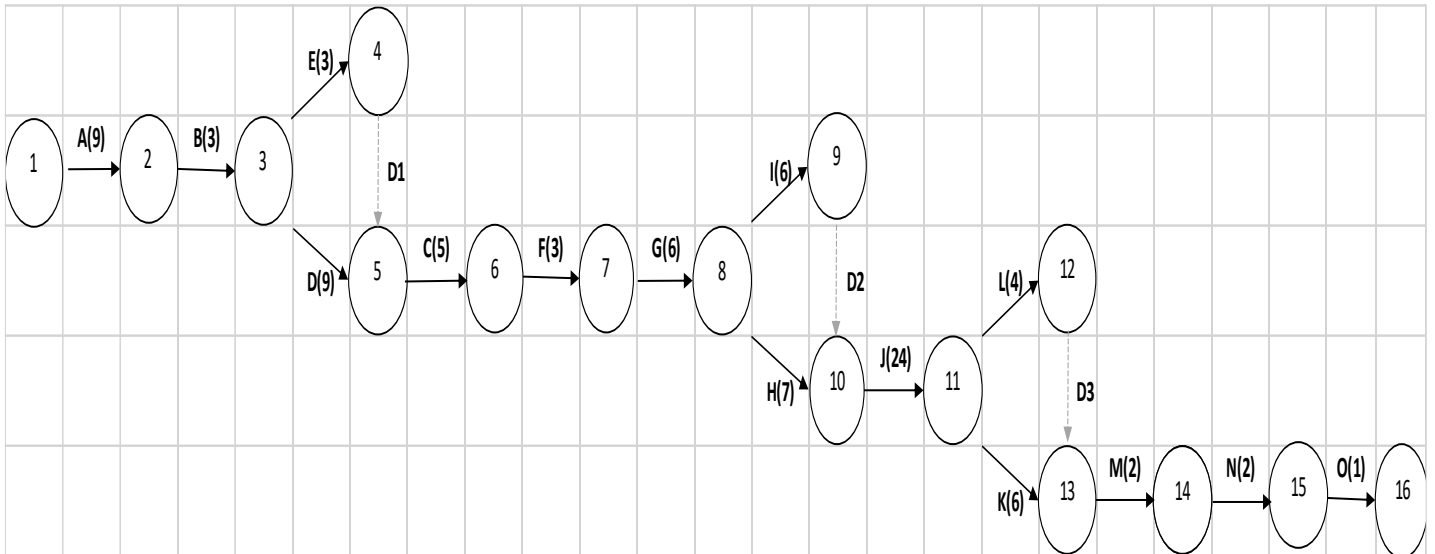 4
E(3)
A(9)
B(3)
1
2
3
D1
9
I(6)
D(9)
5
C(5)
6
F(3)
7
G(6)
8
D2
12
L(4)
H(7)
10
J(24)
11
D3
K(6)
13
M(2)
14
N(2)
15
O(1)
16